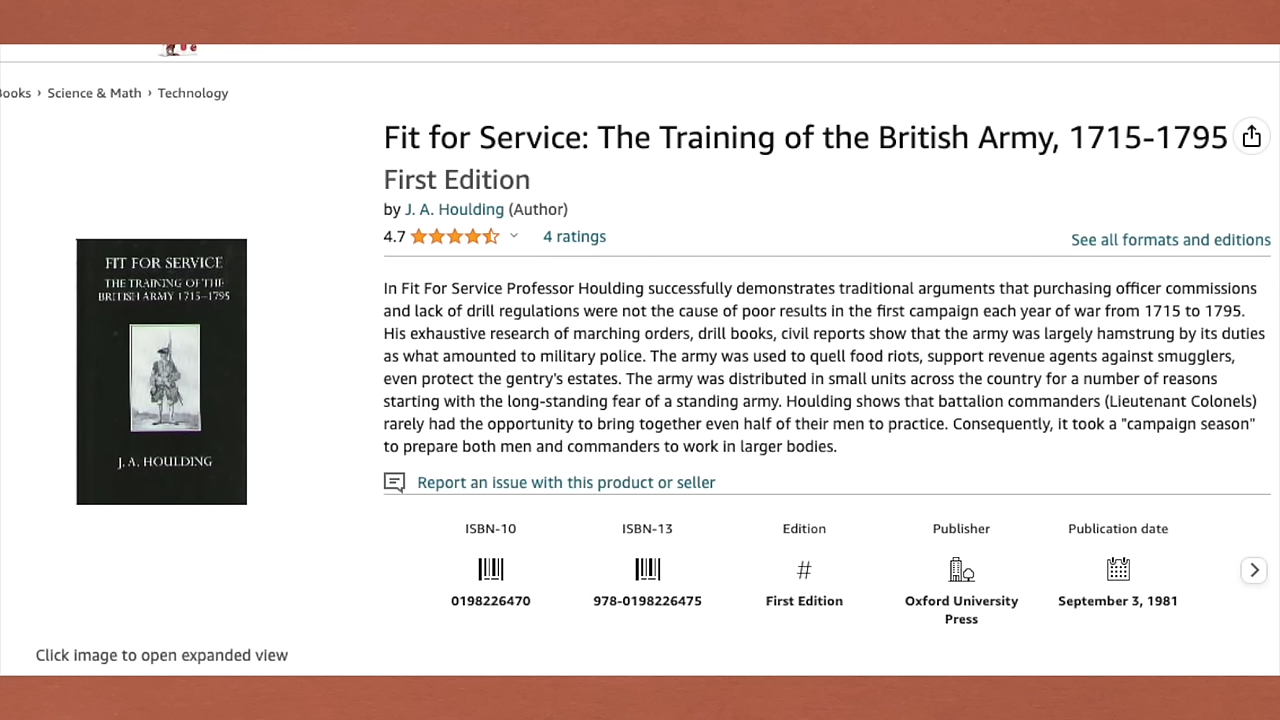 Books › Science & Math › Technology
Fit for Service: The Training of the British Army, 1715-1795
First Edition
by J. A. Houlding (Author)
4.7 4 ratings
See all formats and editions
In Fit For Service Professor Houlding successfully demonstrates traditional arguments that purchasing officer commissions
and lack of drill regulations were not the cause of poor results in the first campaign each year of war from 1715 to 1795.
His exhaustive research of marching orders, drill books, civil reports show that the army was largely hamstrung by its duties
as what amounted to military police. The army was used to quell food riots, support revenue agents against smugglers,
even protect the gentry's estates. The army was distributed in small units across the country for a number of reasons
starting with the long-standing fear of a standing army. Houlding shows that battalion commanders (Lieutenant Colonels)
rarely had the opportunity to bring together even half of their men to practice. Consequently, it took a "campaign season"
to prepare both men and commanders to work in larger bodies.
Report an issue with this product or seller
ISBN-10 ISBN-13 Edition Publisher Publication date
#
0198226470 978-0198226475 First Edition Oxford University September 3, 1981
Press
FIT FOR SERVICE
THE TRAINING OF THE
BRITISH ARMY 1715–1795
J. A. HOULDING
Click image to open expanded view